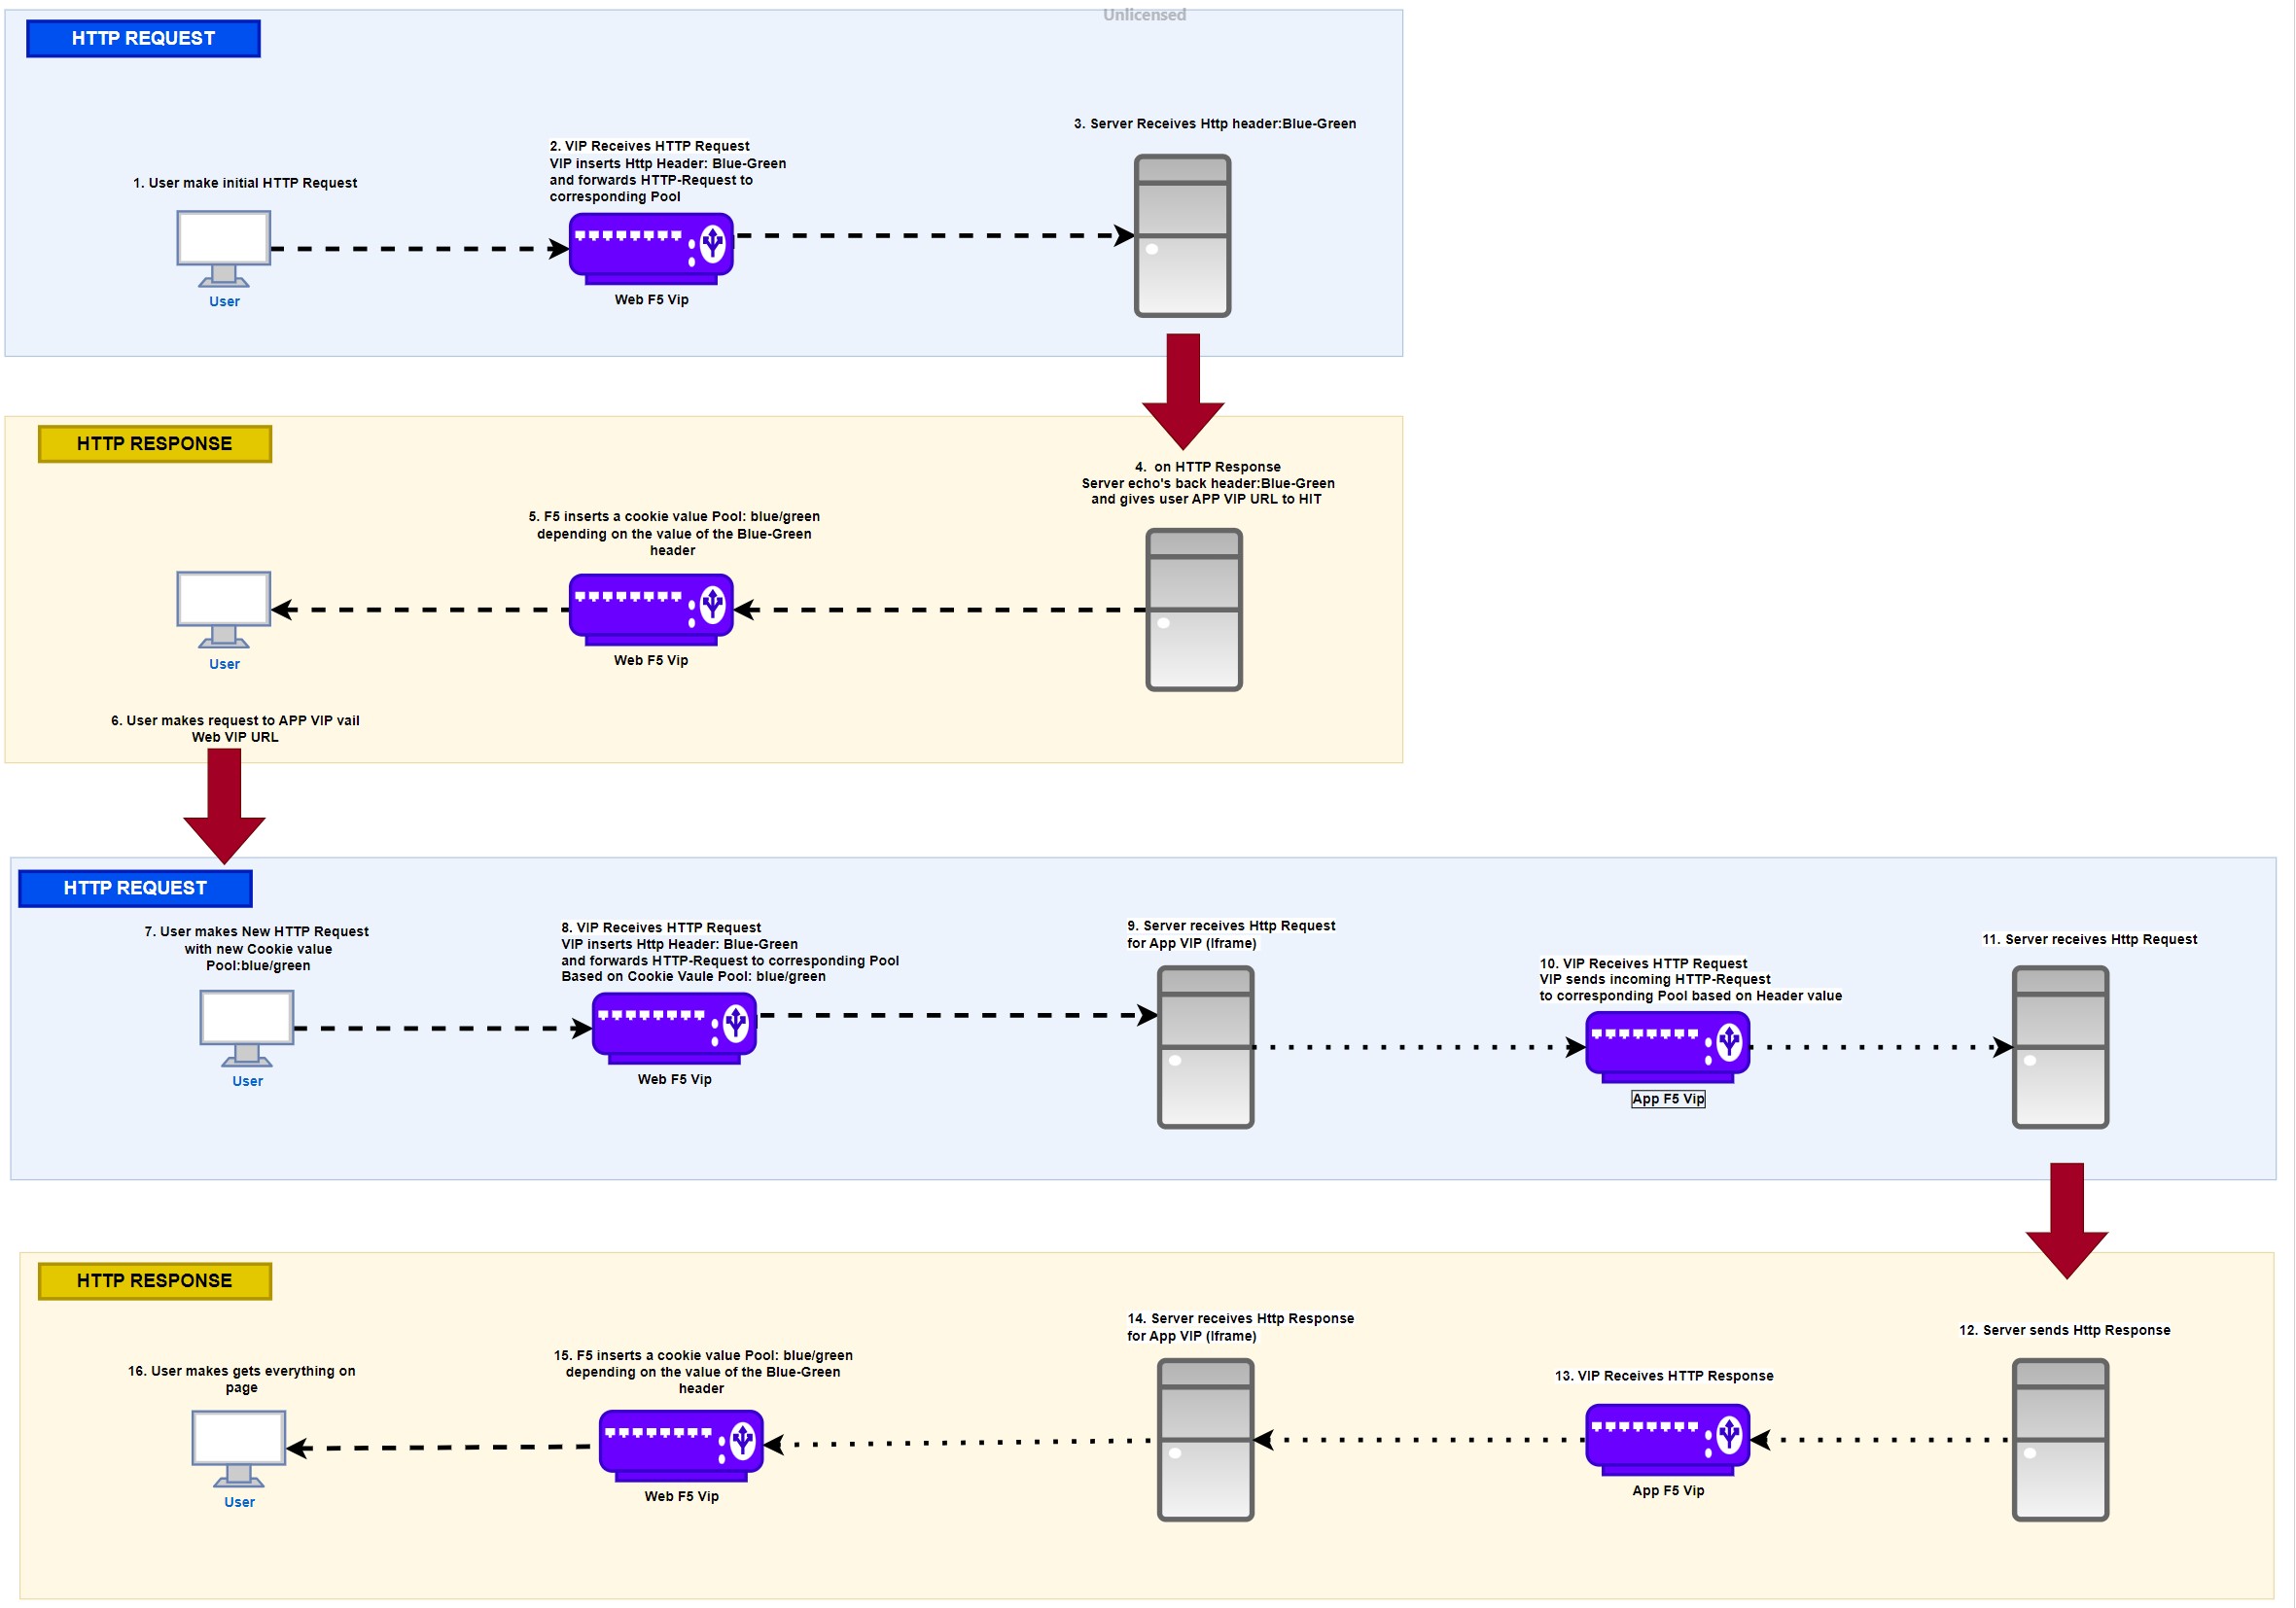 Unlicensed
HTTP REQUEST
3. Server Receives Http header:Blue-Green
2. VIP Receives HTTP Request
VIP inserts Http Header: Blue-Green
and forwards HTTP-Request to
corresponding Pool
1. User make initial HTTP Request
User
Web F5 Vip
HTTP RESPONSE
4. on HTTP Response
Server echo's back header:Blue-Green
and gives user APP VIP URL to HIT
5. F5 inserts a cookie value Pool: blue/green
depending on the value of the Blue-Green
header
User
Web F5 Vip
6. User makes request to APP VIP vail
Web VIP URL
HTTP REQUEST
7. User makes New HTTP Request
with new Cookie value
Pool:blue/green
8. VIP Receives HTTP Request
VIP inserts Http Header: Blue-Green
and forwards HTTP-Request to corresponding Pool
Based on Cookie Vaule Pool: blue/green
9. Server receives Http Request
for App VIP (Iframe)
10. VIP Receives HTTP Request
VIP sends incoming HTTP-Request
to corresponding Pool based on Header value
11. Server receives Http Request
User
Web F5 Vip
App F5 Vip
HTTP RESPONSE
14. Server receives Http Response
for App VIP (Iframe)
12. Server sends Http Response
15. F5 inserts a cookie value Pool: blue/green
depending on the value of the Blue-Green
header
13. VIP Receives HTTP Response
16. User makes gets everything on
page
User
Web F5 Vip
App F5 Vip